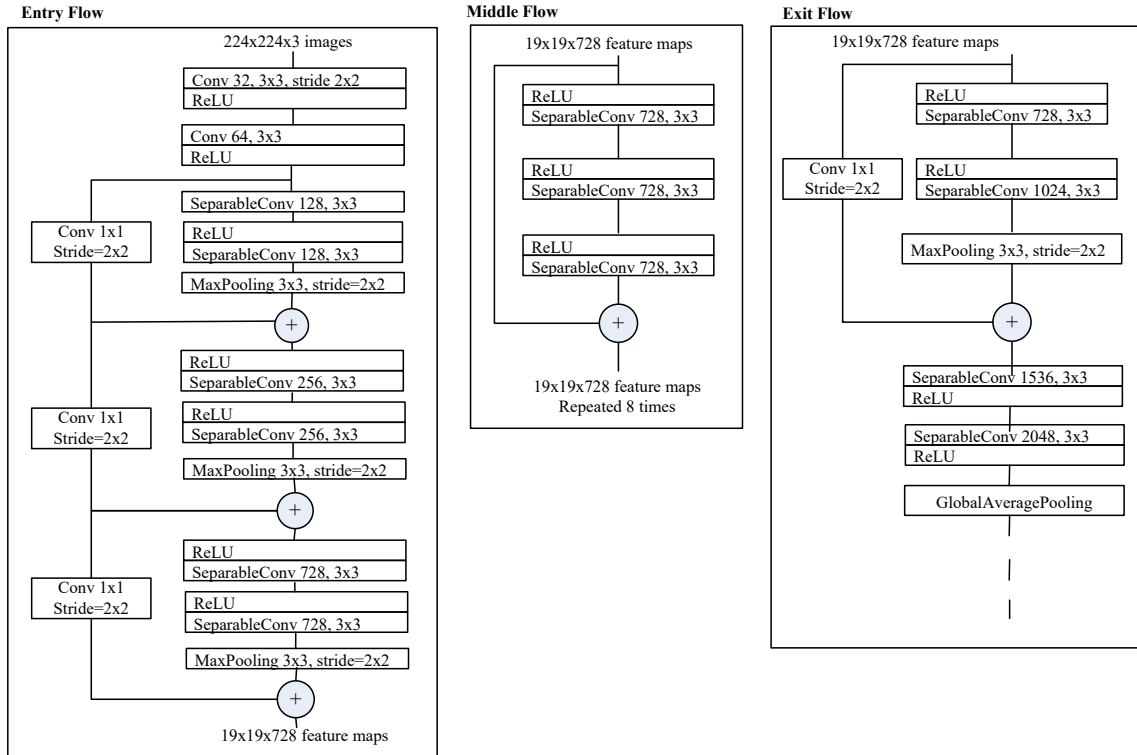 Entry Flow
224x224x3 images
Conv 32, 3x3, stride 2x2
ReLU
Conv 64, 3x3
ReLU
SeparableConv 128, 3x3
Conv 1x1
Stride=2x2
ReLU
SeparableConv 128, 3x3
MaxPooling 3x3, stride=2x2
+
ReLU
SeparableConv 256, 3x3
Conv 1x1
Stride=2x2
ReLU
SeparableConv 256, 3x3
MaxPooling 3x3, stride=2x2
+
ReLU
SeparableConv 728, 3x3
Conv 1x1
Stride=2x2
ReLU
SeparableConv 728, 3x3
MaxPooling 3x3, stride=2x2
+
19x19x728 feature maps
Middle Flow
19x19x728 feature maps
ReLU
SeparableConv 728, 3x3
ReLU
SeparableConv 728, 3x3
ReLU
SeparableConv 728, 3x3
+
19x19x728 feature maps
Repeated 8 times
Exit Flow
19x19x728 feature maps
ReLU
SeparableConv 728, 3x3
Conv 1x1
Stride=2x2
ReLU
SeparableConv 1024, 3x3
MaxPooling 3x3, stride=2x2
+
SeparableConv 1536, 3x3
ReLU
SeparableConv 2048, 3x3
ReLU
GlobalAveragePooling